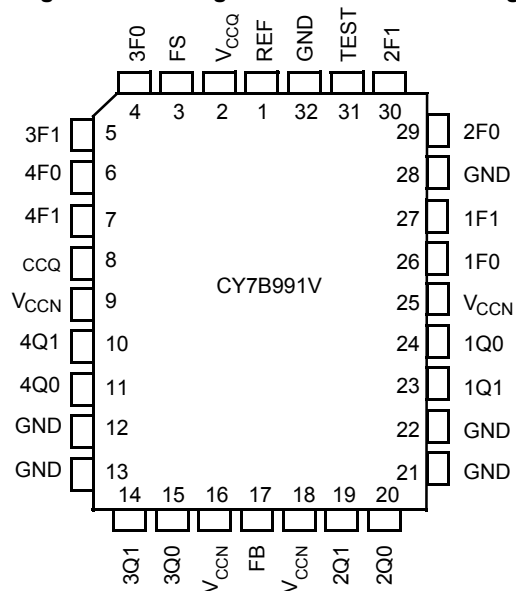 3F0
FS
VCCQ
REF
GND
TEST
2F1
4
3
2
1
32
31
30
3F1
5
4F0
6
4F1
7
CCQ
8
VCCN
9
4Q1
10
4Q0
11
GND
12
GND
13
CY7B991V
29
2F0
28
GND
27
1F1
26
1F0
25
VCCN
24
1Q0
23
1Q1
22
GND
21
GND
14
15
16
17
18
19
20
3Q1
3Q0
VCCN
FB
VCCN
2Q1
2Q0